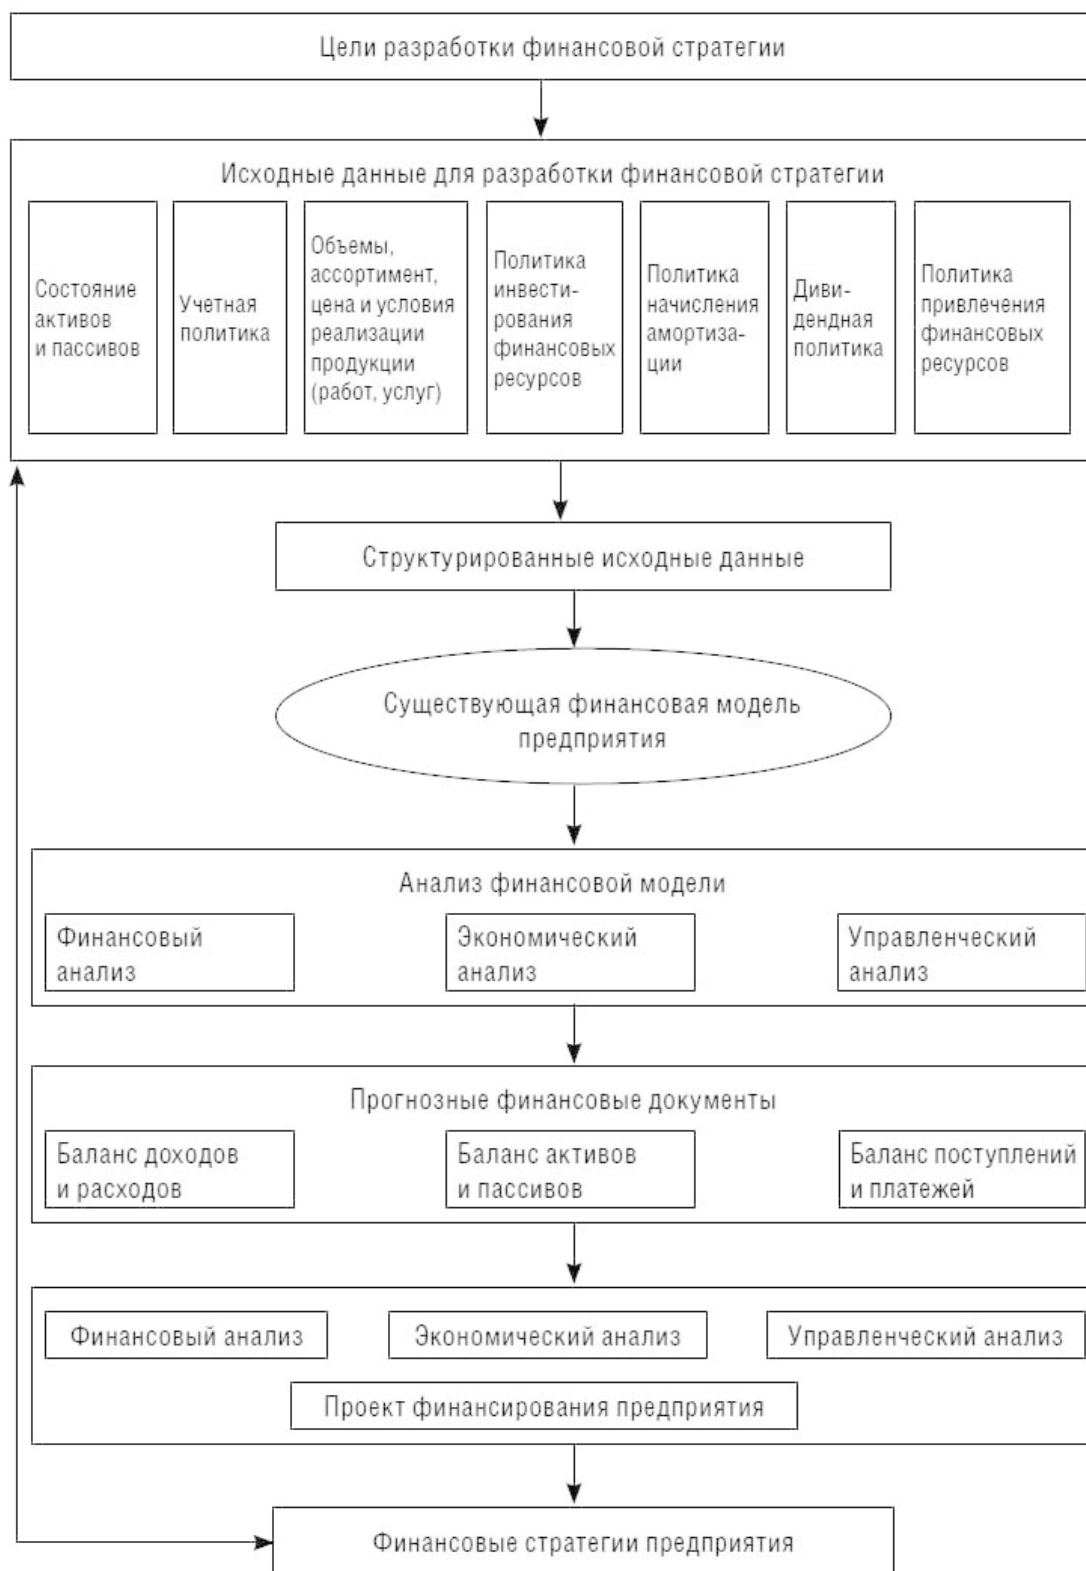 Цели разработки финансовой стратегии
Исходные данные для разработки финансовой стратегии
Состояние
активов
и пассивов
Учетная
политика
Объемы,
ассортимент,
цена и условия
реализации
продукции
(работ, услуг)
Политика
инвести-
рования
финансовых
ресурсов
Политика
начисления
амортиза-
ции
Диви-
дендная
политика
Политика
привлечения
финансовых
ресурсов
Структурированные исходные данные
Существующая финансовая модель
предприятия
Анализ финансовой модели
Финансовый
анализ
Экономический
анализ
Управленческий
анализ
Прогнозные финансовые документы
Баланс доходов
и расходов
Баланс активов
и пассивов
Баланс поступлений
и платежей
Финансовый анализ
Экономический анализ
Управленческий анализ
Проект финансирования предприятия
Финансовые стратегии предприятия